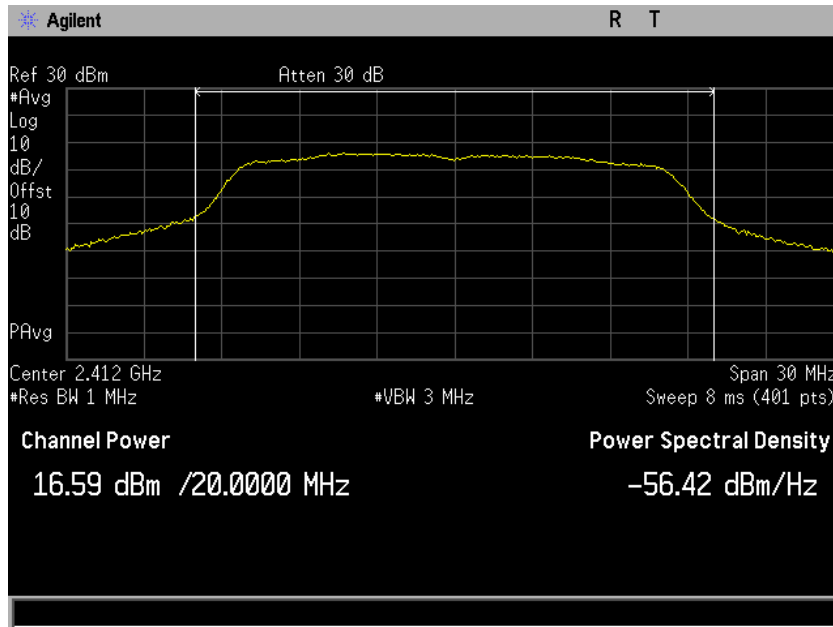 Agilent R T
Ref 30 dBm Atten 30 dB
#Avg
Log
10
dB/
Offst
10
dB
PAvg
Center 2.412 GHz Span 30 MHz
#Res BW 1 MHz #VBW 3 MHz Sweep 8 ms (401 pts)
Channel Power Power Spectral Density
16.59 dBm /20.0000 MHz -56.42 dBm/Hz